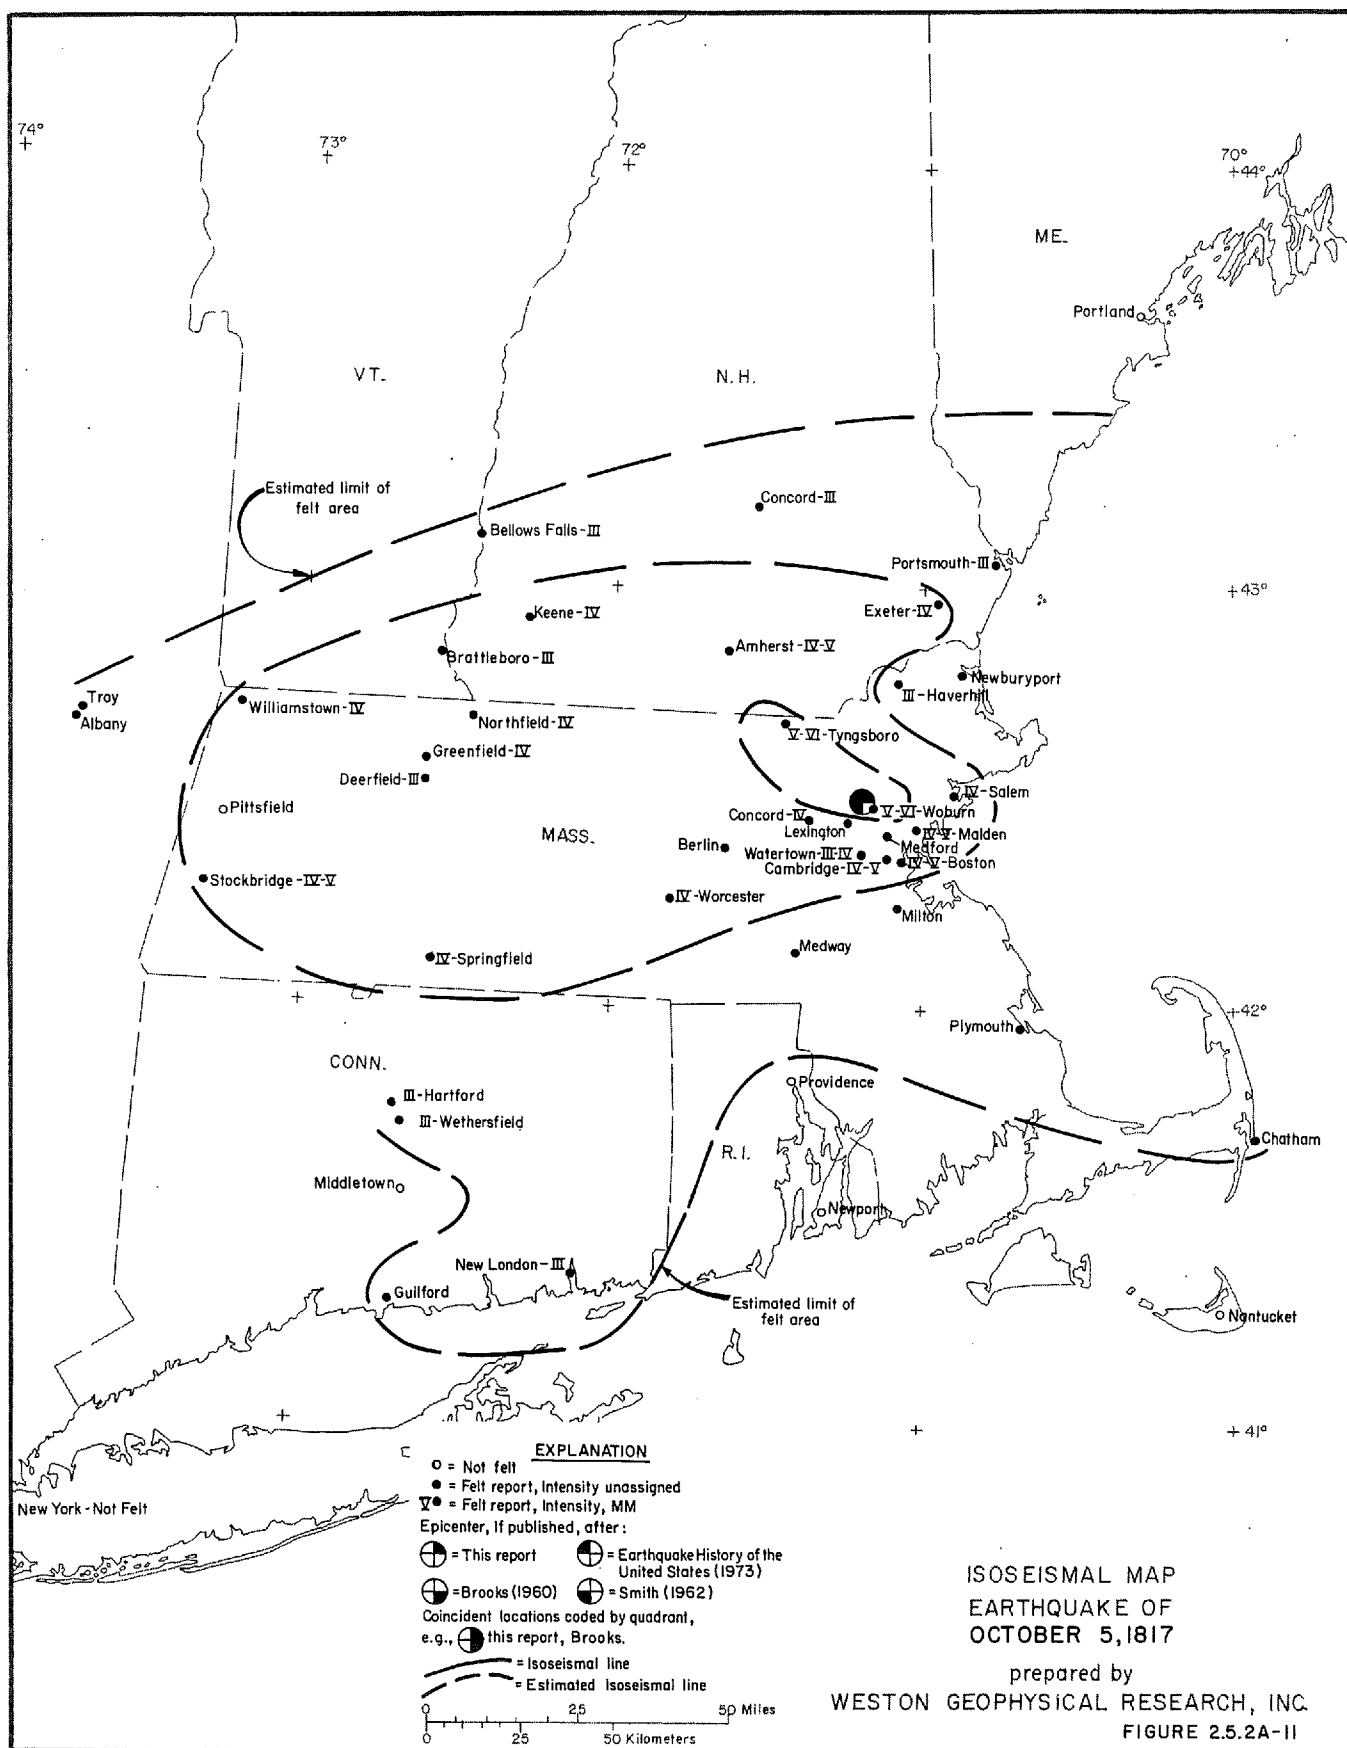 74°
73°
72°
70°
44°
ME.
Portland
VT.
N.H.
Estimated limit of
felt area
Concord-III
Bellows Falls-III
Portsmouth-III
43°
Keene-IV
Exeter-IV
Brattleboro-III
Amherst-IV-V
Newburyport
III-Haverhill
Troy
Albany
Williamstown-IV
Northfield-IV
V-VI-Tyngsboro
Greenfield-IV
Deerfield-III
IV-Salem
Pittsfield
V-VI-Woburn
Concord-IV
Lexington
IV-V-Malden
MASS.
Medford
Berlin
Watertown-III-IV
Cambridge-IV-V
IV-V-Boston
Stockbridge-IV-V
IV-Worcester
Milton
Medway
IV-Springfield
42°
Plymouth
CONN.
Providence
III-Hartford
III-Wethersfield
R.I.
Chatham
Middletown
Newport
New London-III
Guilford
Estimated limit of
felt area
Nantucket
41°
New York-Not Felt
EXPLANATION
= Not felt
= Felt report, Intensity unassigned
V = Felt report, Intensity, MM
Epicenter, If published, after:
= This report
= Earthquake History of the
United States (1973)
= Brooks (1960)
= Smith (1962)
Coincident locations coded by quadrant,
e.g., this report, Brooks.
= Isoseismal line
= Estimated Isoseismal line
0 25 50 Miles
0 25 50 Kilometers
ISOSEISMAL MAP
EARTHQUAKE OF
OCTOBER 5, 1817
prepared by
WESTON GEOPHYSICAL RESEARCH, INC.
FIGURE 2.5.2A-11